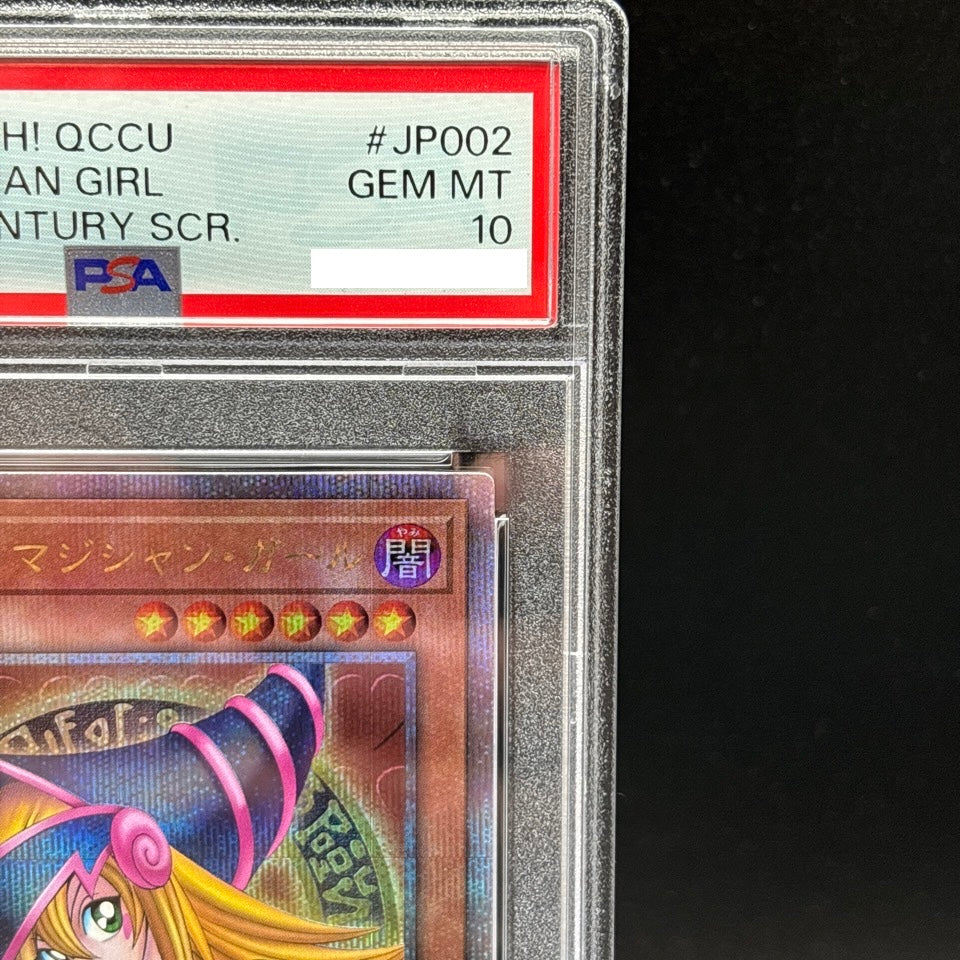 H! QCCU #JP002
AN GIRL GEM MT
NTURY SCR. 10
PSA
マジシャン・ガール
やみ
闇